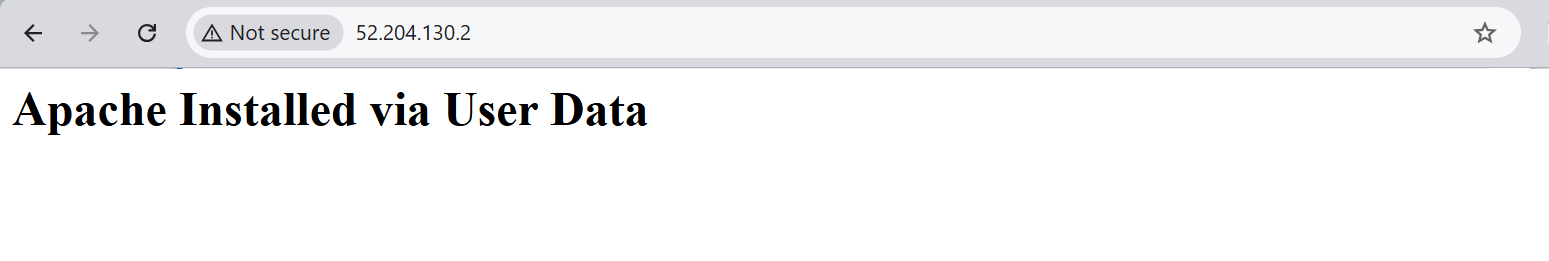 Not secure 52.204.130.2
Apache Installed via User Data